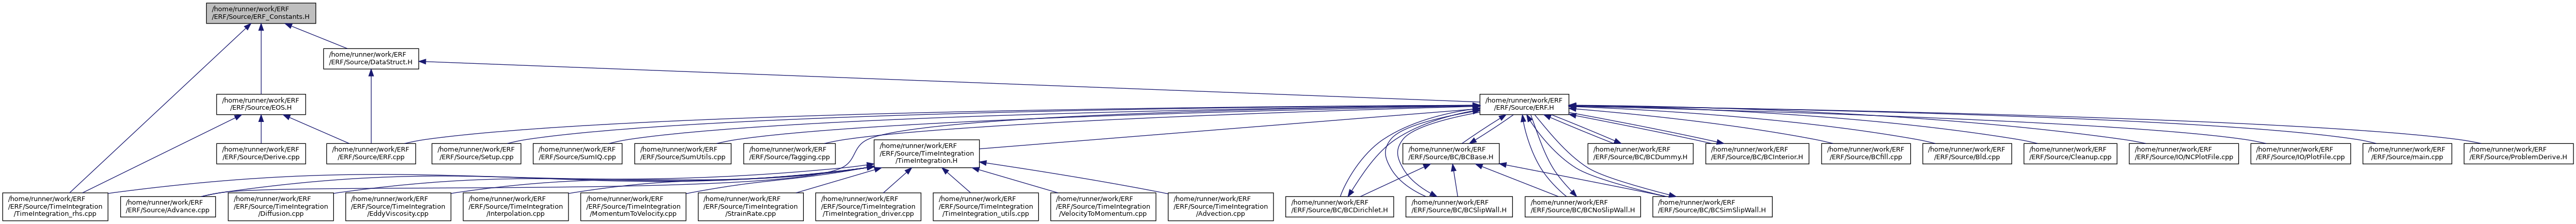 /home/runner/work/ERF
/ERF/Source/ERF_Constants.H
/home/runner/work/ERF
/ERF/Source/DataStruct.H
/home/runner/work/ERF
/ERF/Source/EOS.H
/home/runner/work/ERF
/ERF/Source/ERF.H
/home/runner/work/ERF
/ERF/Source/Derive.cpp
/home/runner/work/ERF
/ERF/Source/ERF.cpp
/home/runner/work/ERF
/ERF/Source/Setup.cpp
/home/runner/work/ERF
/ERF/Source/SumIQ.cpp
/home/runner/work/ERF
/ERF/Source/SumUtils.cpp
/home/runner/work/ERF
/ERF/Source/Tagging.cpp
/home/runner/work/ERF
/ERF/Source/TimeIntegration
/TimeIntegration.H
/home/runner/work/ERF
/ERF/Source/BC/BCBase.H
/home/runner/work/ERF
/ERF/Source/BC/BCDummy.H
/home/runner/work/ERF
/ERF/Source/BC/BCInterior.H
/home/runner/work/ERF
/ERF/Source/BCfill.cpp
/home/runner/work/ERF
/ERF/Source/Bld.cpp
/home/runner/work/ERF
/ERF/Source/Cleanup.cpp
/home/runner/work/ERF
/ERF/Source/IO/NCPlotFile.cpp
/home/runner/work/ERF
/ERF/Source/IO/PlotFile.cpp
/home/runner/work/ERF
/ERF/Source/main.cpp
/home/runner/work/ERF
/ERF/Source/ProblemDerive.H
/home/runner/work/ERF
/ERF/Source/TimeIntegration
/TimeIntegration_rhs.cpp
/home/runner/work/ERF
/ERF/Source/Advance.cpp
/home/runner/work/ERF
/ERF/Source/TimeIntegration
/Diffusion.cpp
/home/runner/work/ERF
/ERF/Source/TimeIntegration
/EddyViscosity.cpp
/home/runner/work/ERF
/ERF/Source/TimeIntegration
/Interpolation.cpp
/home/runner/work/ERF
/ERF/Source/TimeIntegration
/MomentumToVelocity.cpp
/home/runner/work/ERF
/ERF/Source/TimeIntegration
/StrainRate.cpp
/home/runner/work/ERF
/ERF/Source/TimeIntegration
/TimeIntegration_driver.cpp
/home/runner/work/ERF
/ERF/Source/TimeIntegration
/TimeIntegration_utils.cpp
/home/runner/work/ERF
/ERF/Source/TimeIntegration
/VelocityToMomentum.cpp
/home/runner/work/ERF
/ERF/Source/TimeIntegration
/Advection.cpp
/home/runner/work/ERF
/ERF/Source/BC/BCDirichlet.H
/home/runner/work/ERF
/ERF/Source/BC/BCSlipWall.H
/home/runner/work/ERF
/ERF/Source/BC/BCNoSlipWall.H
/home/runner/work/ERF
/ERF/Source/BC/BCSimSlipWall.H